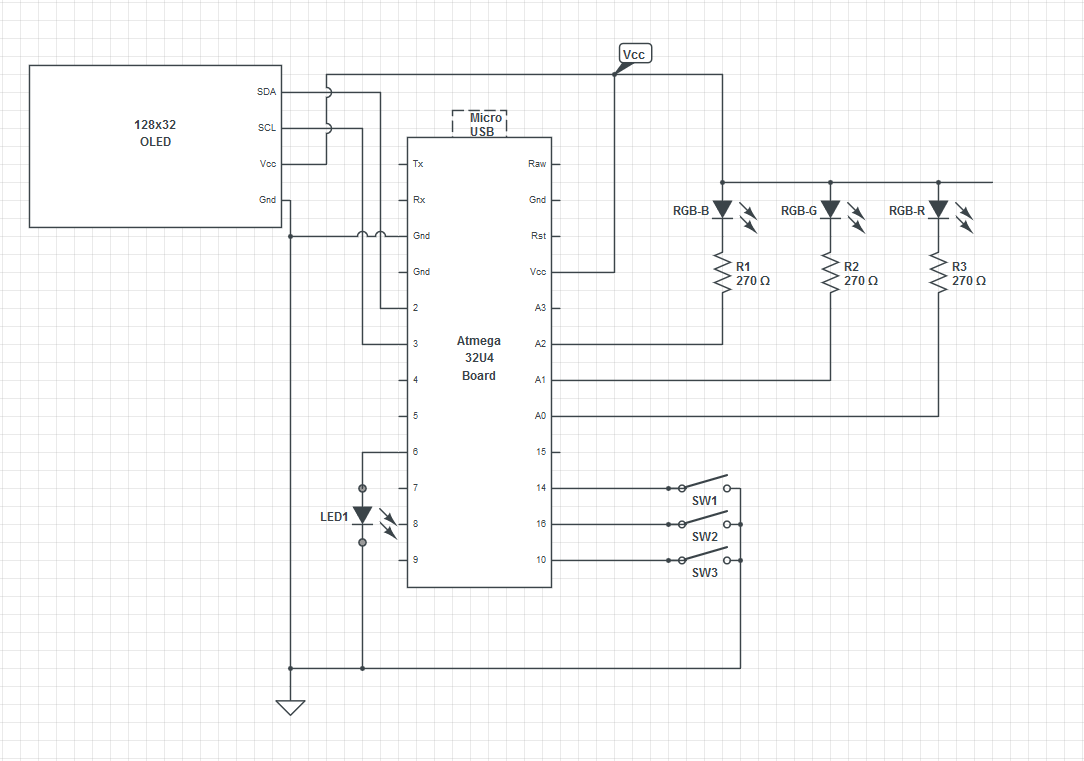 Vcc
128x32
OLED
SDA
SCL
Vcc
Gnd
Micro
USB
Tx
Rx
Gnd
Gnd
2
3
4
5
6
7
8
9
Atmega
32U4
Board
Raw
Gnd
Rst
Vcc
A3
A2
A1
A0
15
14
16
10
RGB-B
RGB-G
RGB-R
R1
270 Ω
R2
270 Ω
R3
270 Ω
LED1
SW1
SW2
SW3